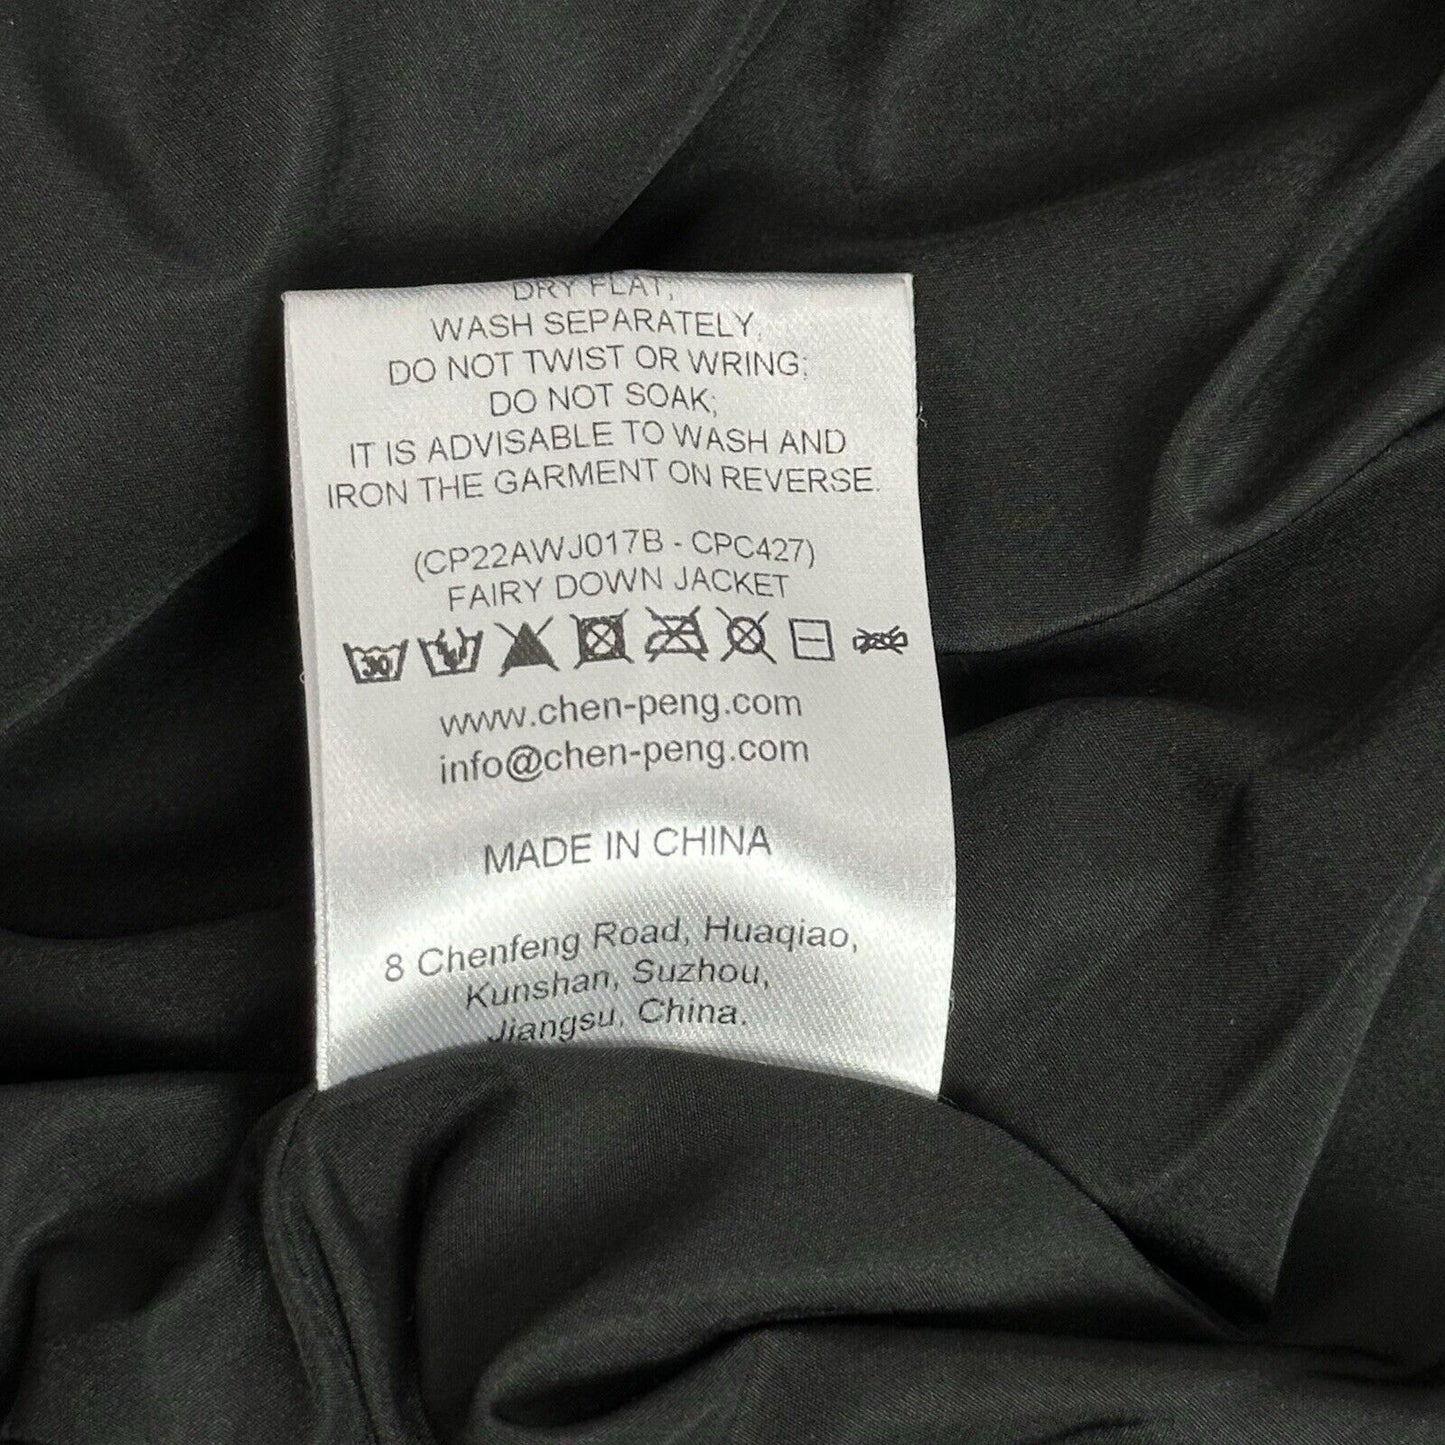 DRY FLAT,
WASH SEPARATELY;
DO NOT TWIST OR WRING;
DO NOT SOAK;
IT IS ADVISABLE TO WASH AND
IRON THE GARMENT ON REVERSE.
(CP22AWJ017B - CPC427)
FAIRY DOWN JACKET
30
www.chen-peng.com
info@chen-peng.com
MADE IN CHINA
8 Chenfeng Road, Huaqiao,
Kunshan, Suzhou,
Jiangsu, China.